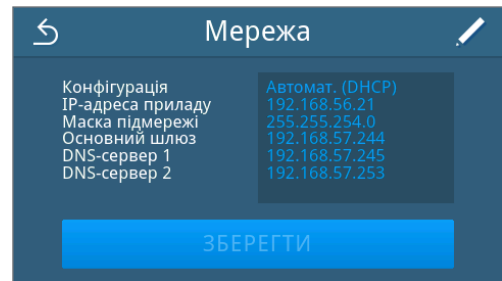 Мережа
Конфігурація Автомат. (DHCP)
IP-адреса приладу 192.168.56.21
Маска підмережі 255.255.254.0
Основний шлюз 192.168.57.244
DNS-сервер 1 192.168.57.245
DNS-сервер 2 192.168.57.253
ЗБЕРЕГТИ